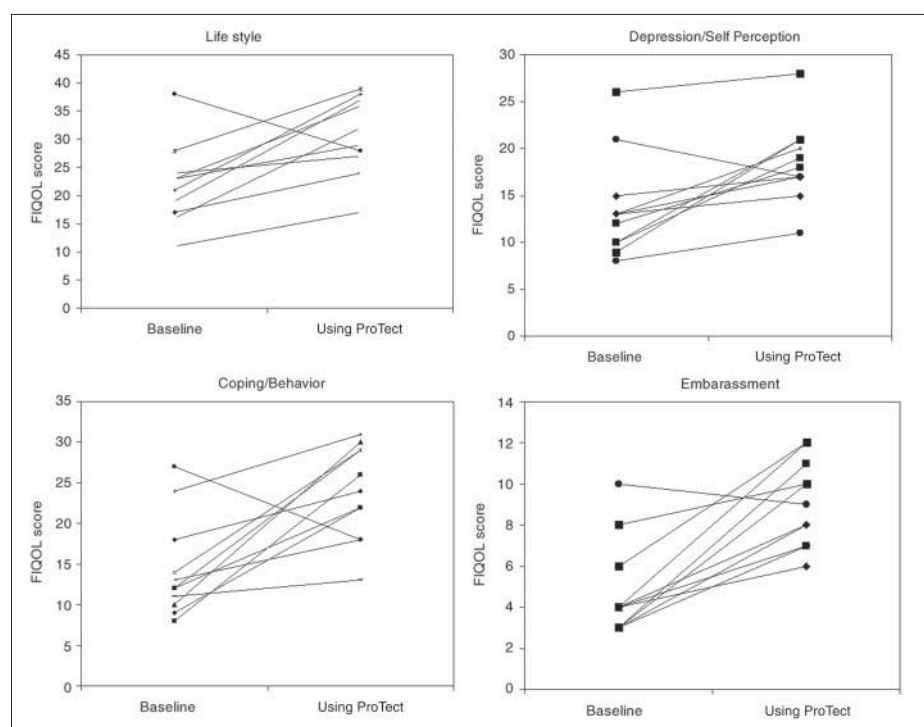 Life style
45
40
35
30
25
20
15
10
5
0
FIQOL score
Baseline
Using ProTect
Depression/Self Perception
30
25
20
15
10
5
0
FIQOL score
Baseline
Using ProTect
Coping/Behavior
35
30
25
20
15
10
5
0
FIQOL score
Baseline
Using ProTect
Embarassment
14
12
10
8
6
4
2
0
FIQOL score
Baseline
Using ProTect